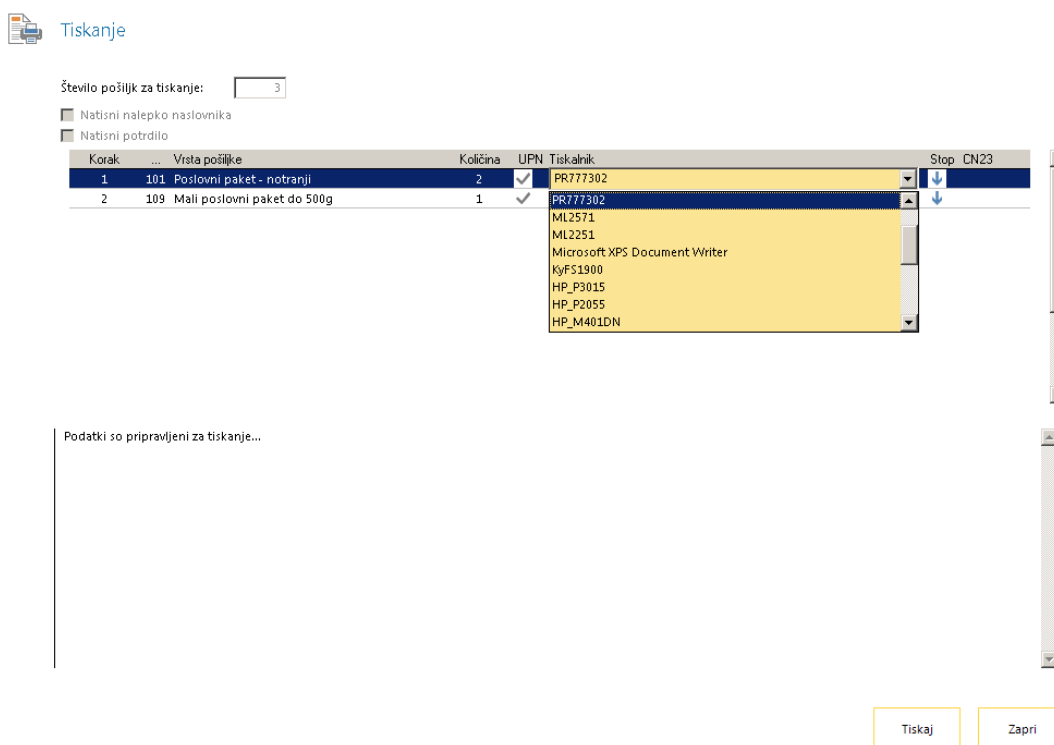 Tiskanje
Število pošiljk za tiskanje: 3
Natisni nalepko naslovnika
Natisni potrdilo
Korak ... Vrsta pošiljke Količina UPN Tiskalnik Stop CN23
1 101 Poslovni paket - notranji 2 PR777302
2 109 Mali poslovni paket do 500g 1 PR777302
ML2571
ML2251
Microsoft XPS Document Writer
KyFS1900
HP_P3015
HP_P2055
HP_M401DN
Podatki so pripravljeni za tiskanje...
Tiskaj Zapri